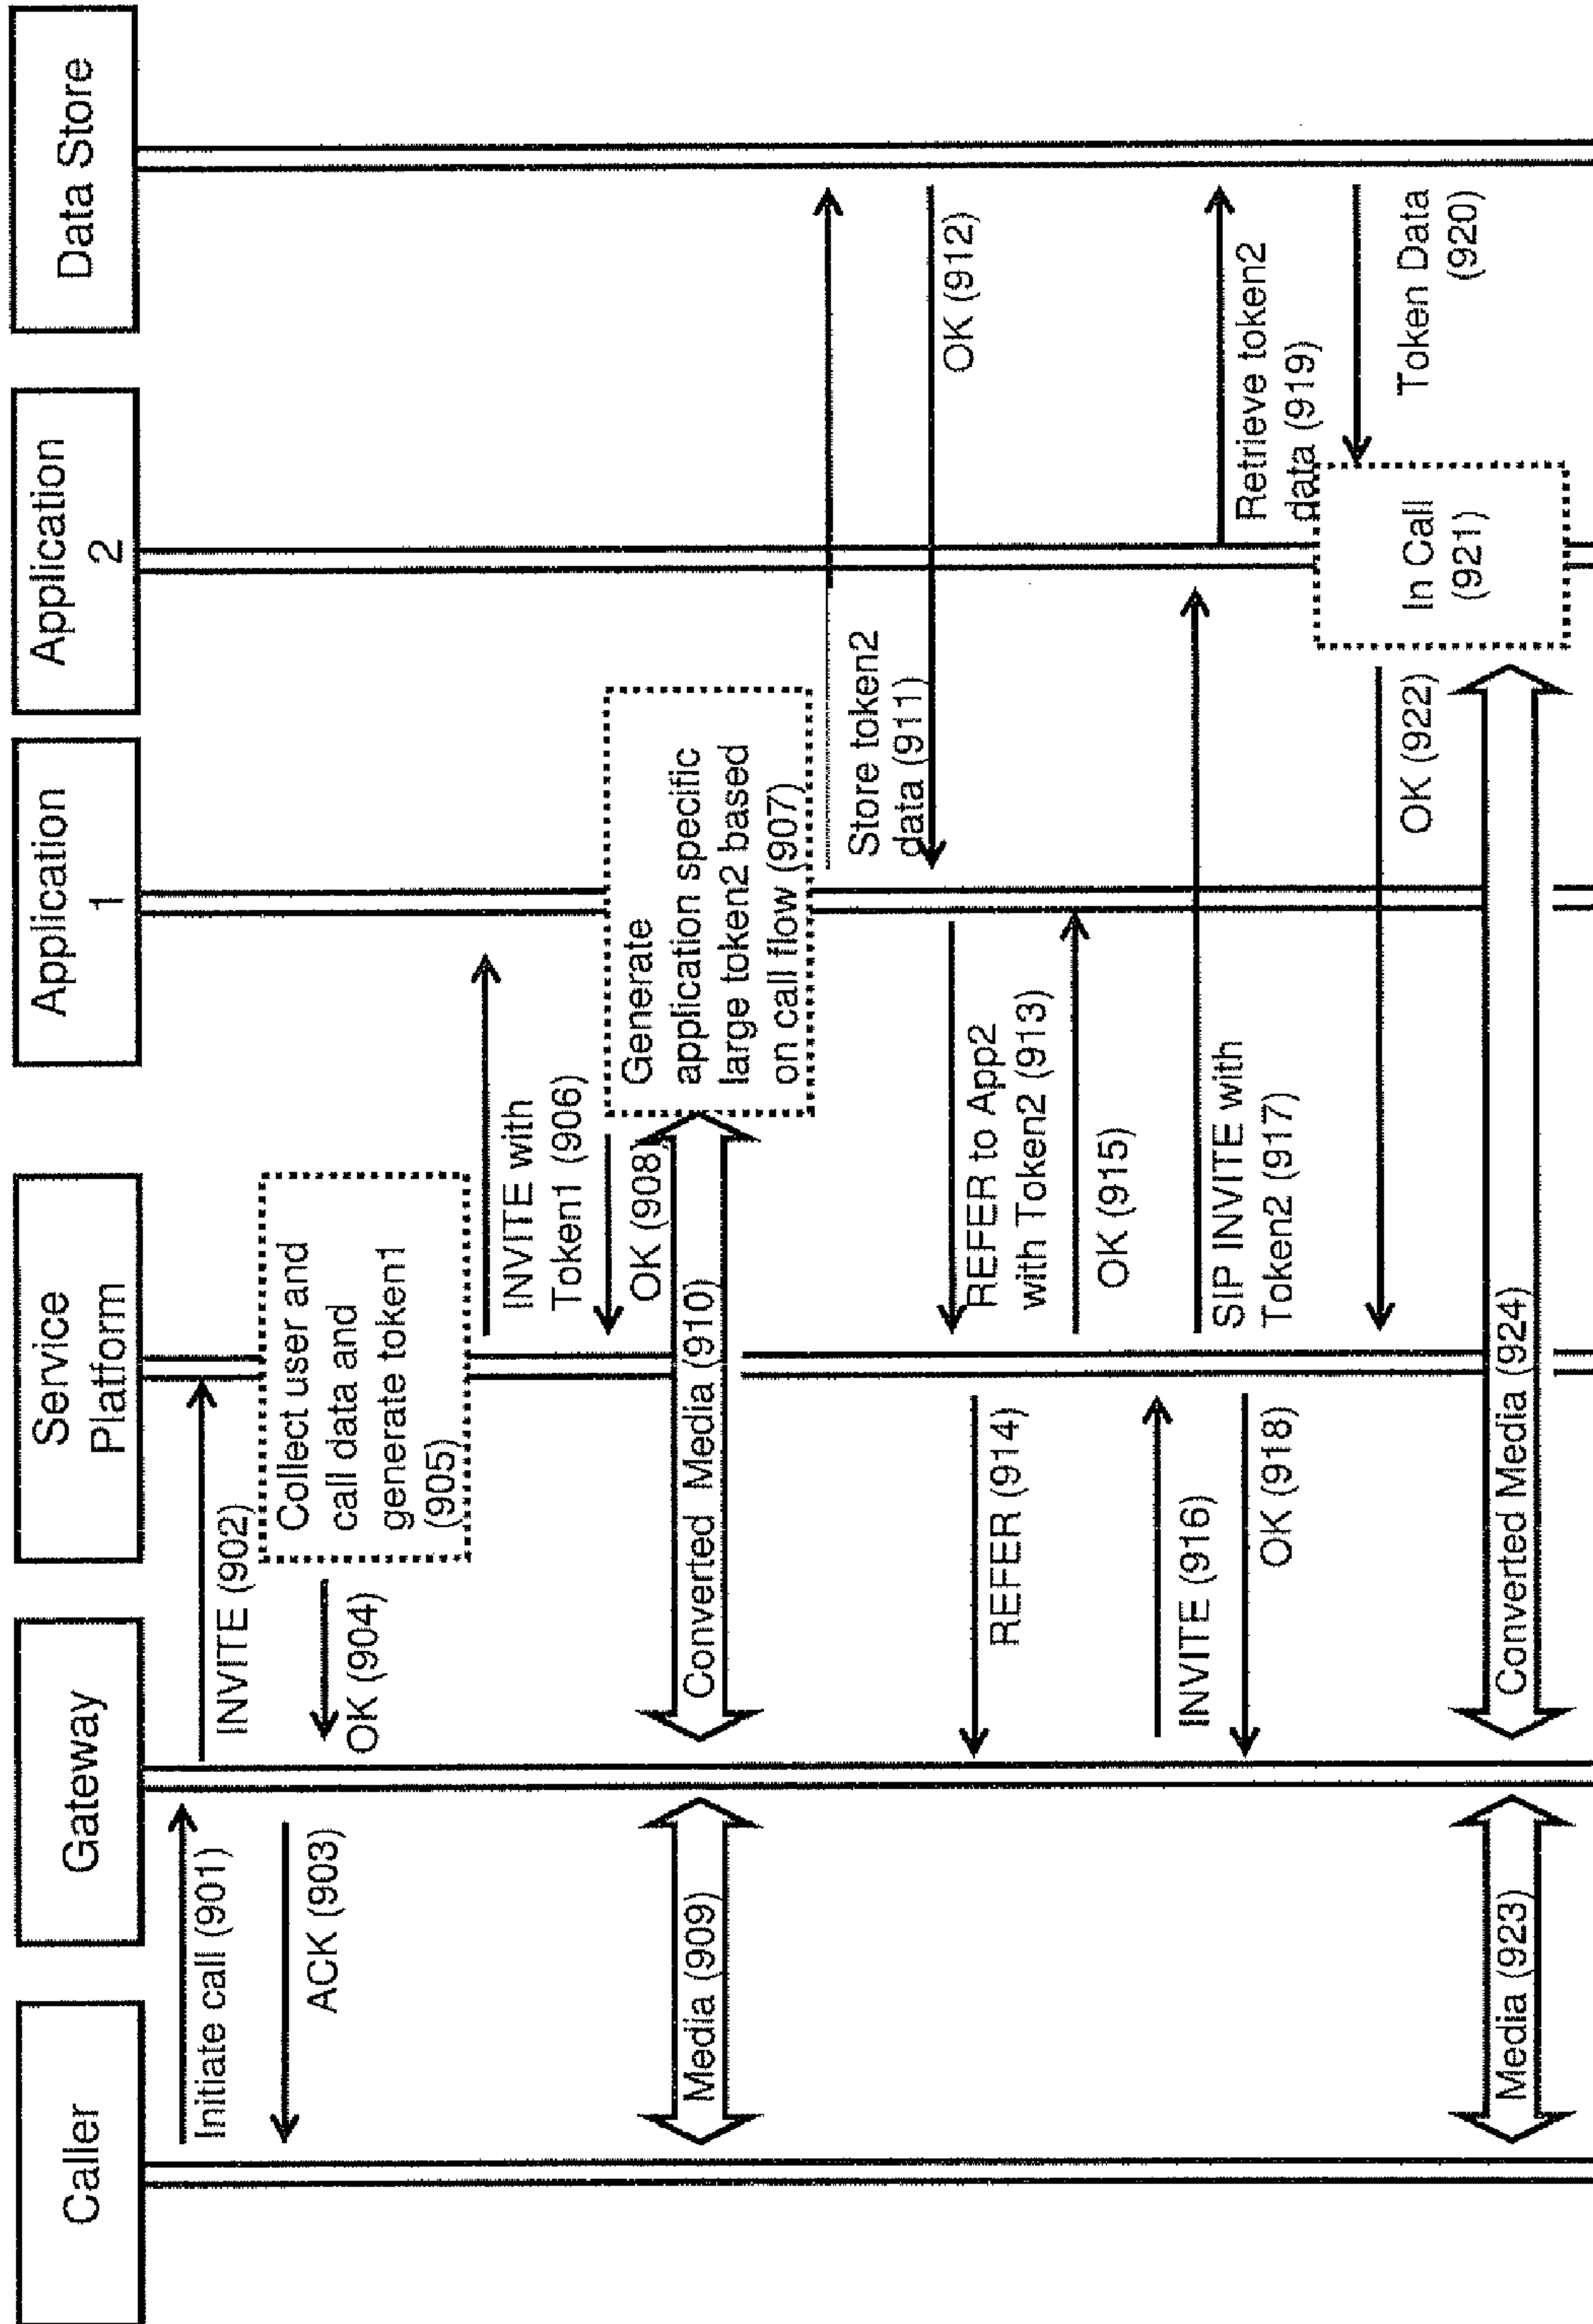 Caller
Gateway
Service
Platform
Application
1
Application
2
Data Store
Initiate call (901)
INVITE (902)
ACK (903)
OK (904)
Collect user and
call data and
generate token1
(905)
INVITE with
Token1 (906)
Generate
application specific
large token2 based
on call flow (907)
OK (908)
Media (909)
Converted Media (910)
Store token2
data (911)
OK (912)
REFER to App2
with Token2 (913)
REFER (914)
OK (915)
INVITE (916)
SIP INVITE with
Token2 (917)
OK (918)
Retrieve token2
data (919)
Token Data
(920)
In Call
(921)
OK (922)
Media (923)
Converted Media (924)